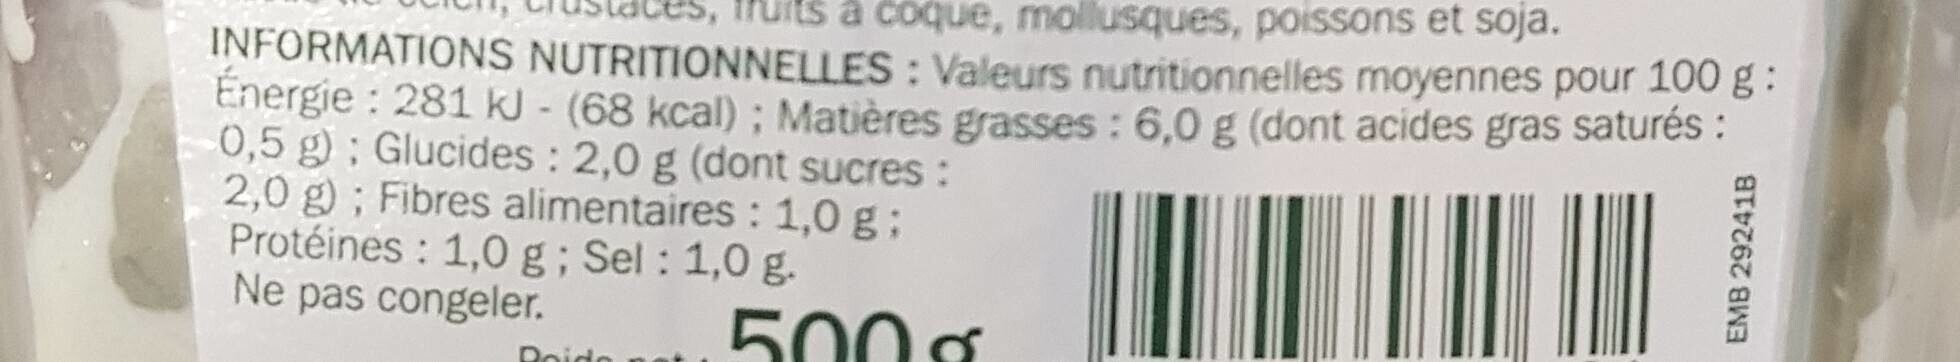 crustacés, fruits à coque, mollusques, poissons et soja.
INFORMATIONS NUTRITIONNELLES : Valeurs nutritionnelles moyennes pour 100 g :
Énergie : 281 kJ - (68 kcal) ; Matières grasses : 6,0 g (dont acides gras saturés :
0,5 g) ; Glucides : 2,0 g (dont sucres :
2,0 g) ; Fibres alimentaires : 1,0 g ;
Protéines : 1,0 g ; Sel : 1,0 g.
Ne pas congeler.
500 g
EMB 29241B